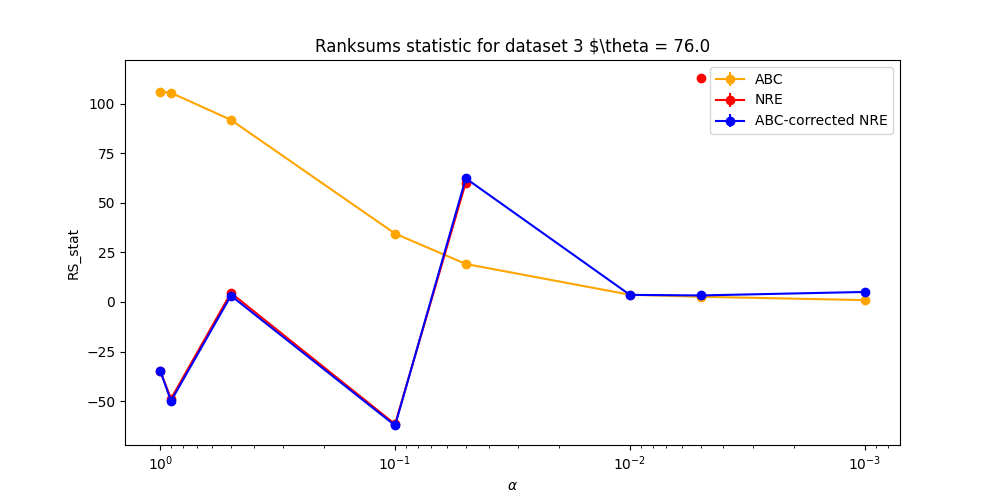 Ranksums statistic for dataset 3 $\theta = 76.0
ABC
NRE
ABC-corrected NRE
RS_stat
100
75
50
25
0
−25
−50
10⁰
10⁻¹
10⁻²
10⁻³
α